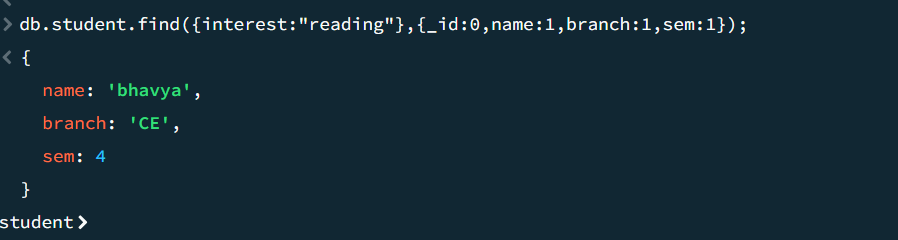 > db.student.find({interest:"reading"},{_id:0,name:1,branch:1,sem:1});
< {
name: 'bhavya',
branch: 'CE',
sem: 4
}
student>